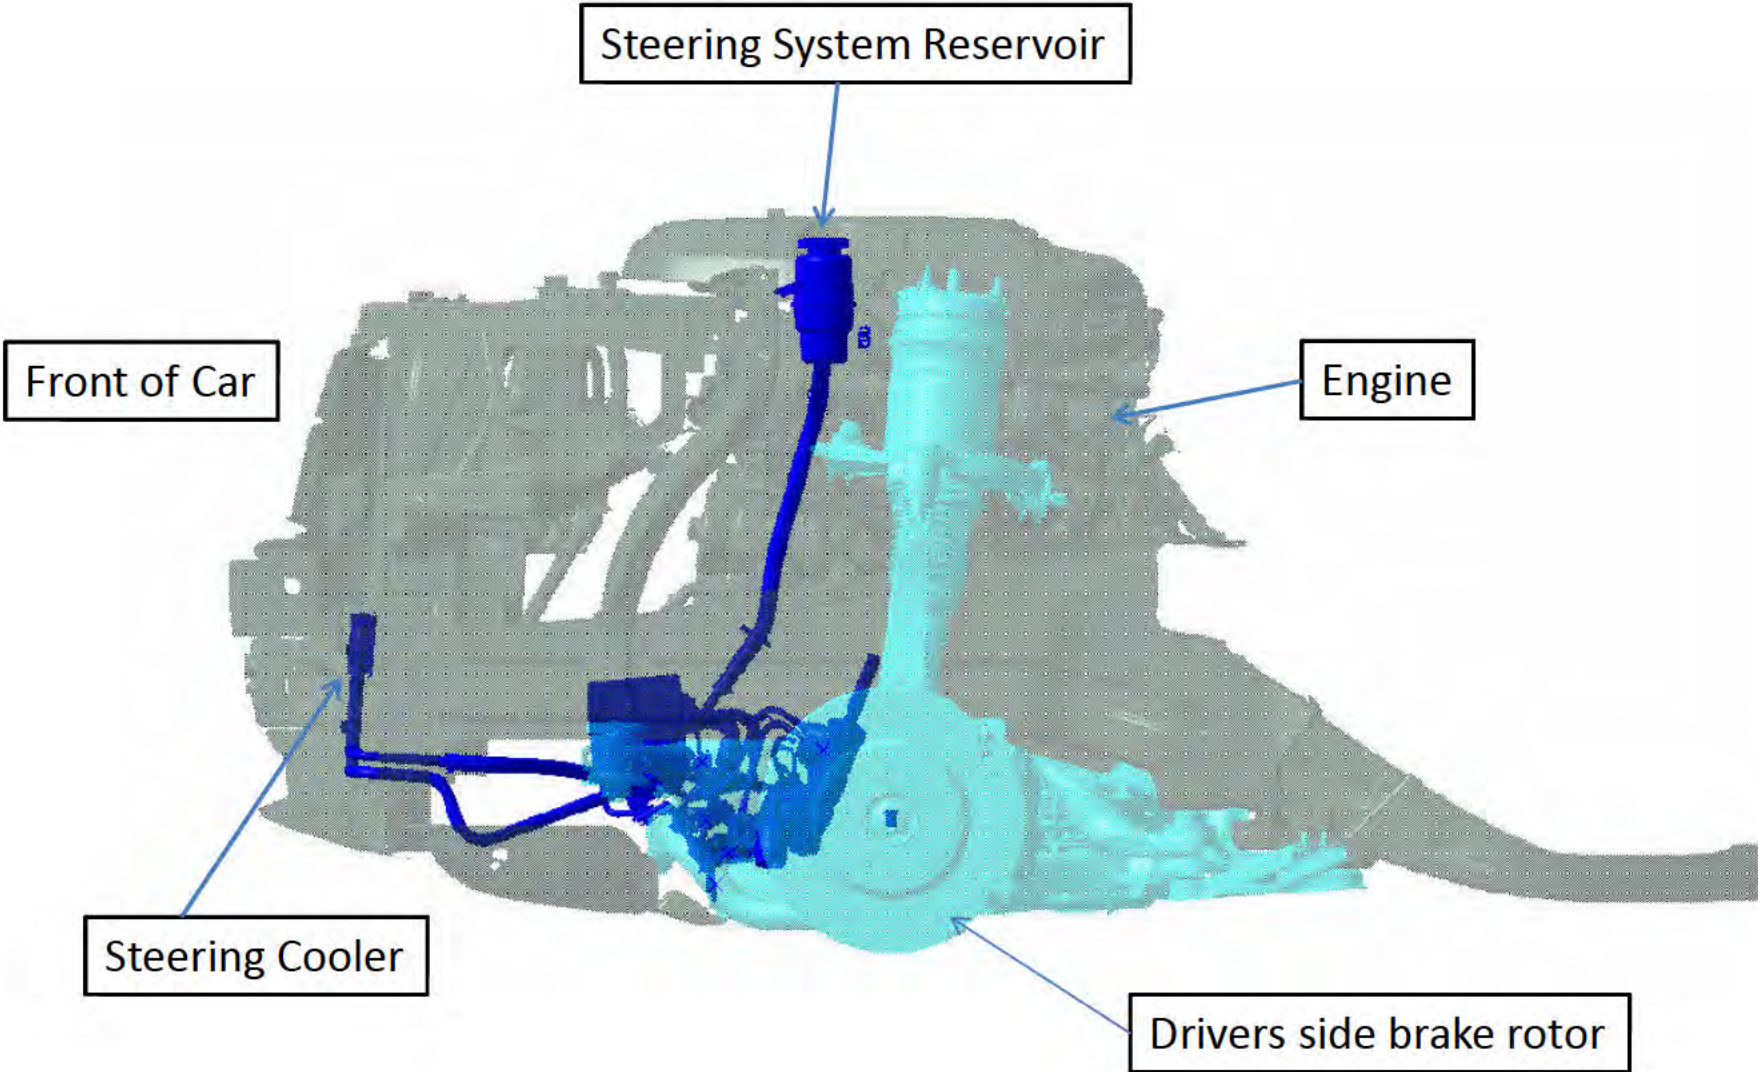 Steering System Reservoir
Front of Car
Engine
Steering Cooler
Drivers side brake rotor